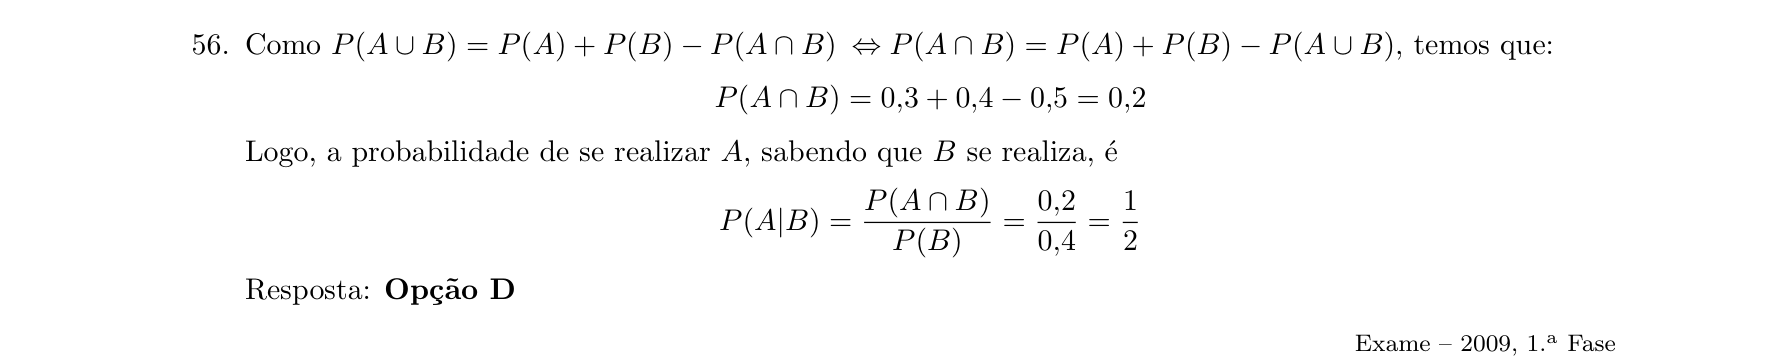 56. Como P(A ∪ B) = P(A) + P(B) − P(A ∩ B) ⇔ P(A ∩ B) = P(A) + P(B) − P(A ∪ B), temos que:
P(A ∩ B) = 0,3 + 0,4 − 0,5 = 0,2
Logo, a probabilidade de se realizar A, sabendo que B se realiza, é
P(A|B) = P(A ∩ B)/P(B) = 0,2/0,4 = 1/2
Resposta: Opção D
Exame – 2009, 1.ª Fase